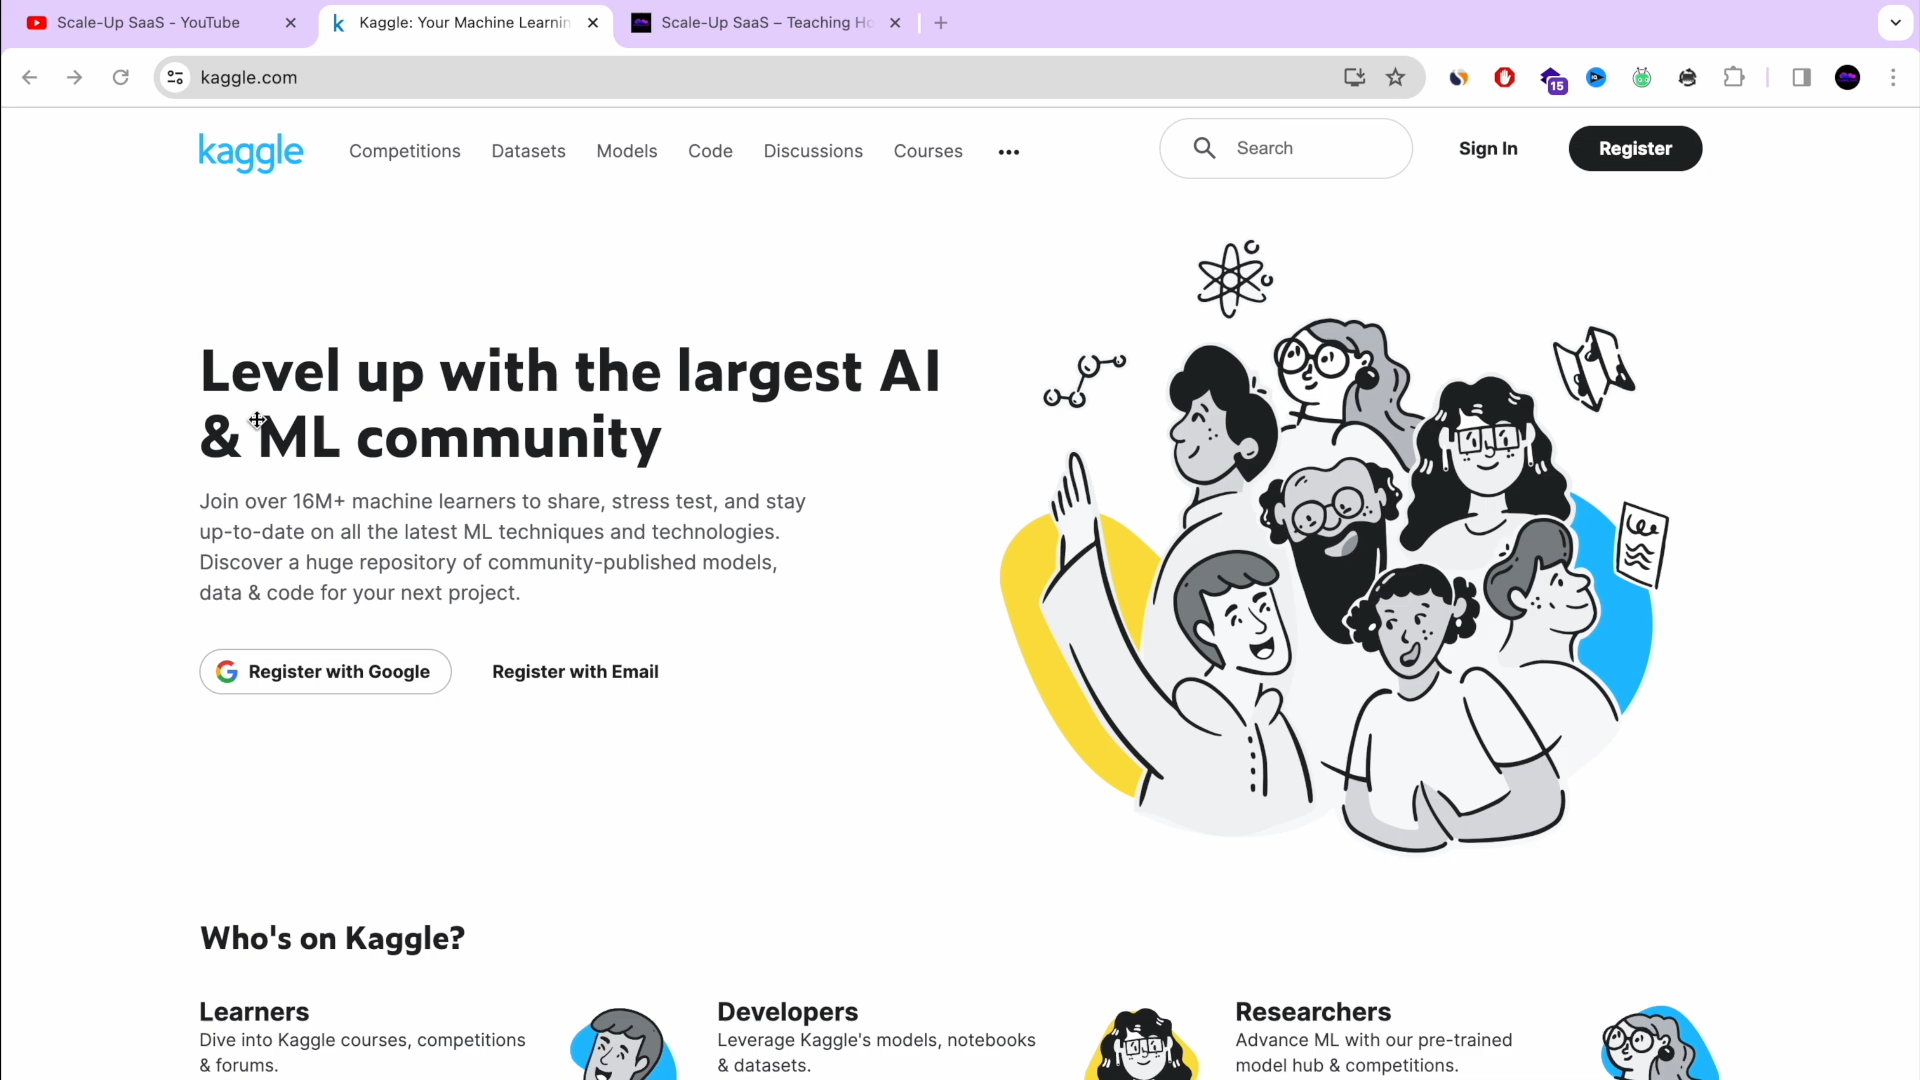 Scale-Up SaaS - YouTube
Kaggle: Your Machine Learnin
Scale-Up SaaS – Teaching Ho
kaggle.com
15
kaggle
Competitions
Datasets
Models
Code
Discussions
Courses
Search
Sign In
Register
Level up with the largest AI
& ML community
Join over 16M+ machine learners to share, stress test, and stay
up-to-date on all the latest ML techniques and technologies.
Discover a huge repository of community-published models,
data & code for your next project.
Register with Google
Register with Email
Who's on Kaggle?
Learners
Dive into Kaggle courses, competitions
& forums.
Developers
Leverage Kaggle's models, notebooks
& datasets.
Researchers
Advance ML with our pre-trained
model hub & competitions.